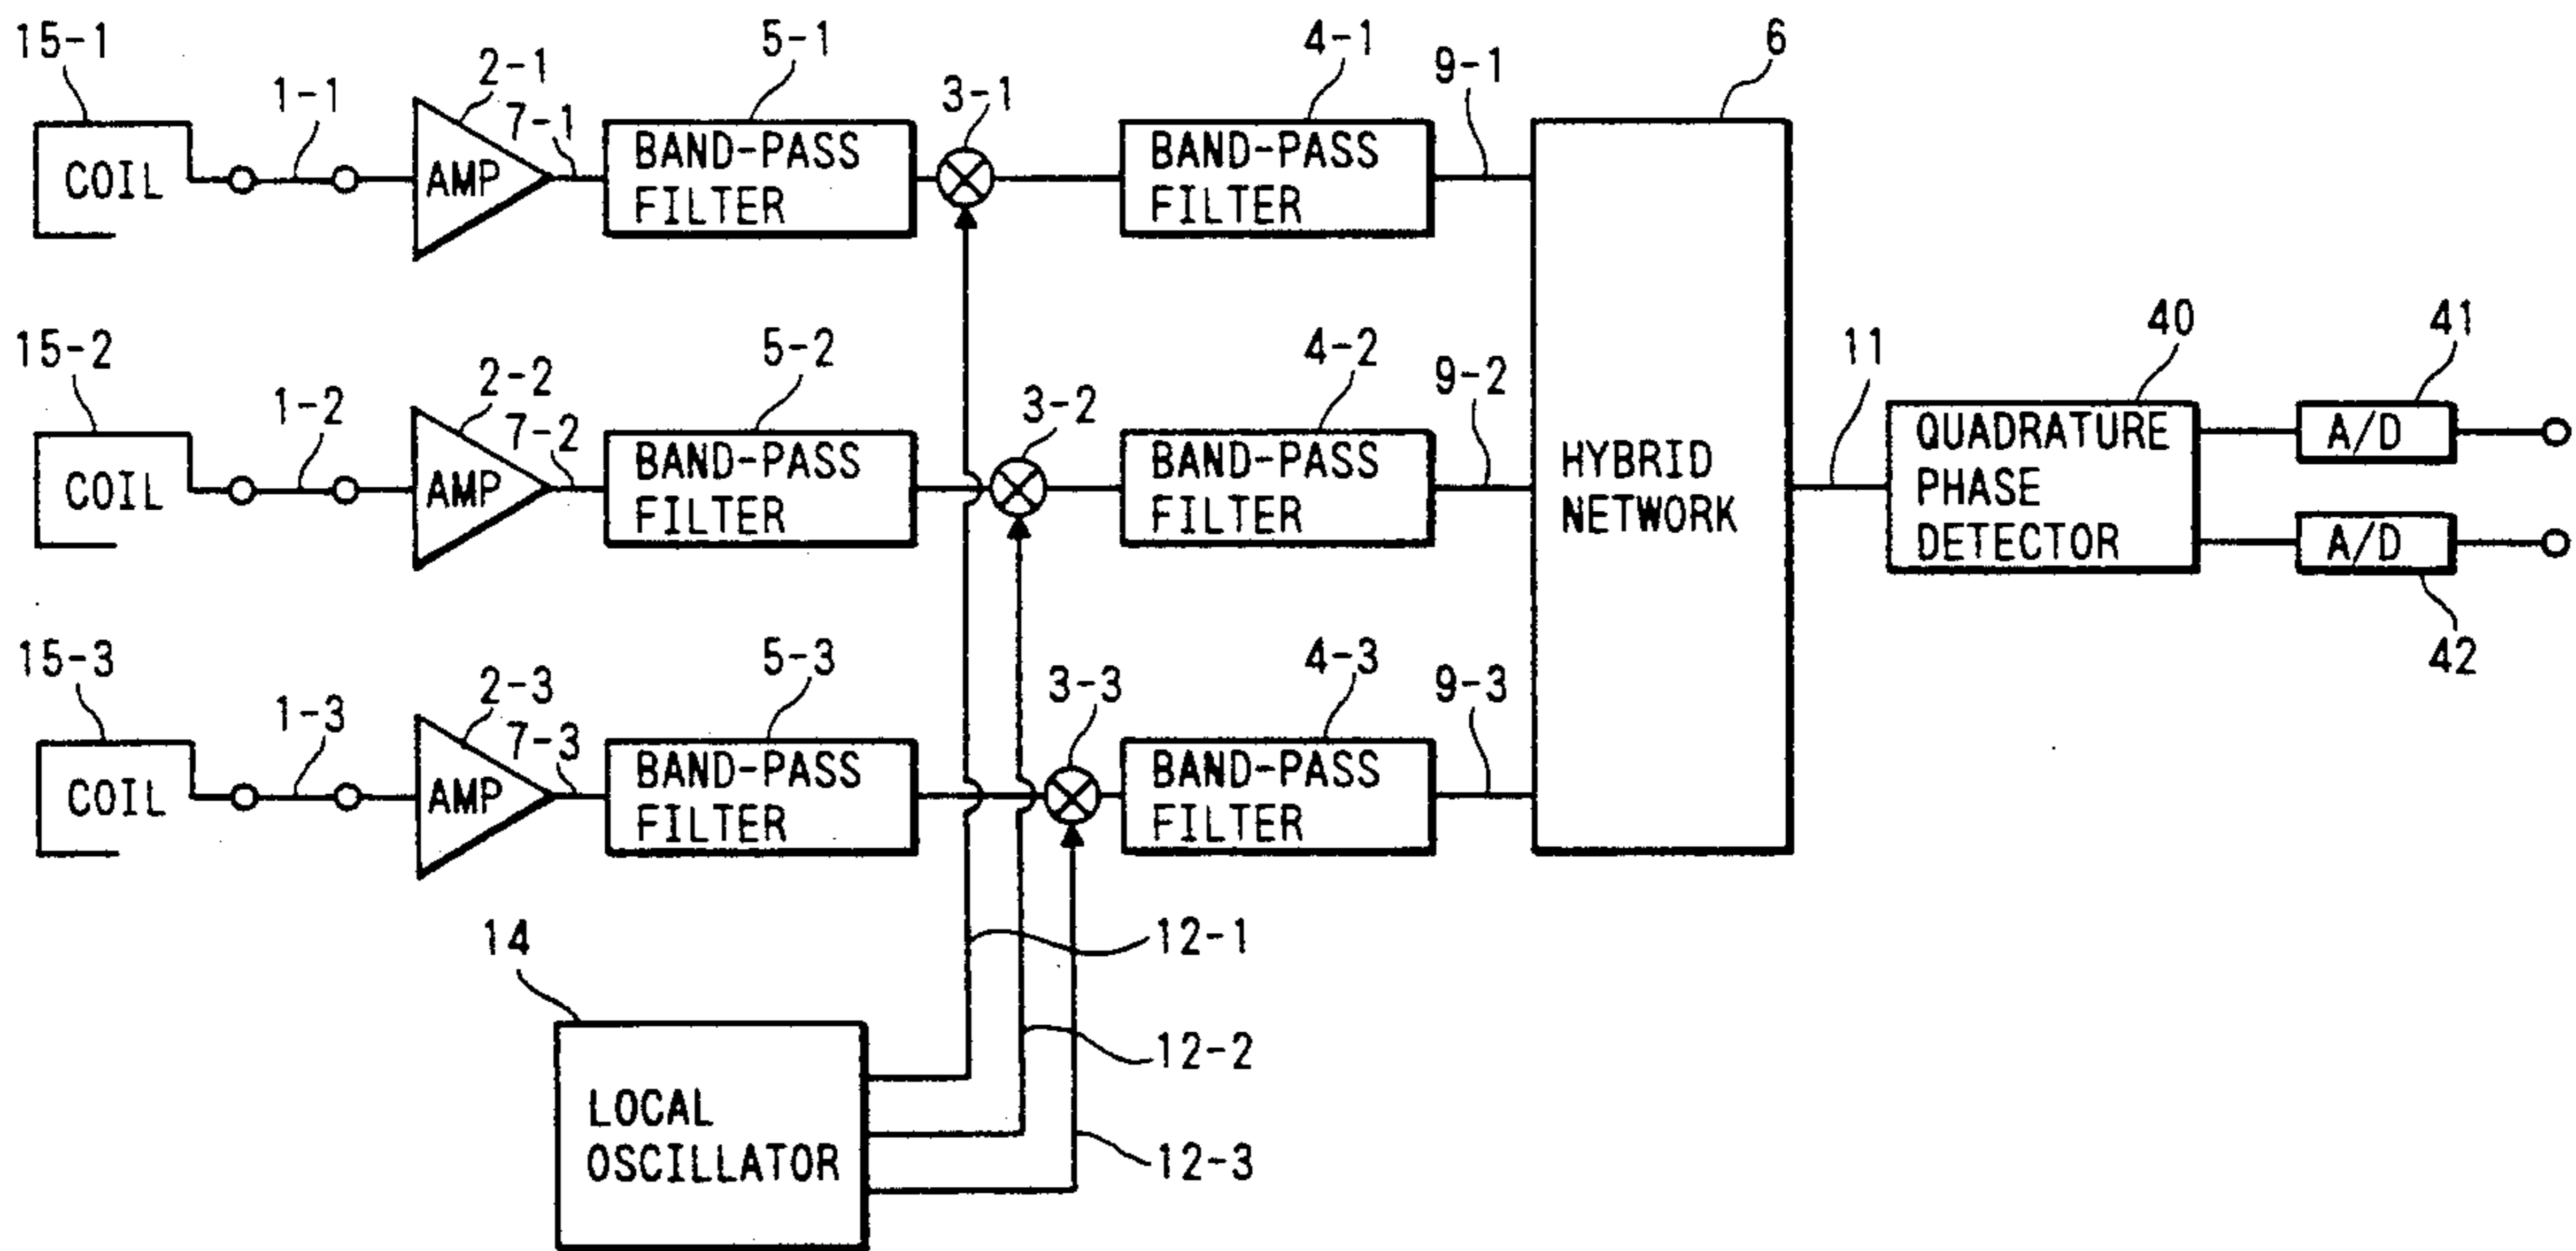 15-1
1-1
2-1
7-1
5-1
3-1
4-1
9-1
6
COIL
AMP
BAND-PASS
FILTER
BAND-PASS
FILTER
15-2
1-2
2-2
7-2
5-2
3-2
4-2
9-2
11
40
41
COIL
AMP
BAND-PASS
FILTER
BAND-PASS
FILTER
HYBRID
NETWORK
QUADRATURE
PHASE
DETECTOR
A/D
A/D
42
15-3
1-3
2-3
7-3
5-3
3-3
4-3
9-3
COIL
AMP
BAND-PASS
FILTER
BAND-PASS
FILTER
14
12-1
12-2
12-3
LOCAL
OSCILLATOR